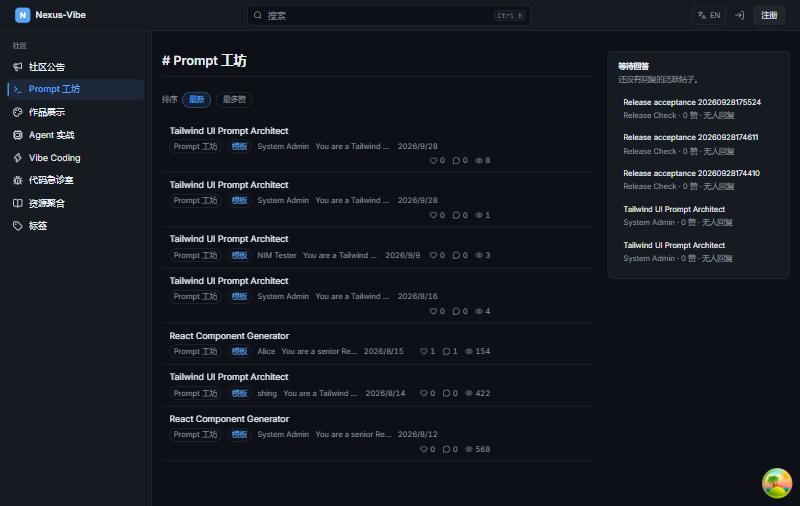 N Nexus-Vibe
搜索
Ctrl K
EN
注册
社区
社区公告
Prompt 工坊
作品展示
Agent 实战
Vibe Coding
代码急诊室
资源聚合
标签
# Prompt 工坊
排序 最新 最多赞
Tailwind UI Prompt Architect
Prompt 工坊 模板 System Admin You are a Tailwind ... 2026/9/28
0 0 8
Tailwind UI Prompt Architect
Prompt 工坊 模板 System Admin You are a Tailwind ... 2026/9/28
0 0 1
Tailwind UI Prompt Architect
Prompt 工坊 模板 NIM Tester You are a Tailwind ... 2026/9/9 0 0 3
Tailwind UI Prompt Architect
Prompt 工坊 模板 System Admin You are a Tailwind ... 2026/8/16
0 0 4
React Component Generator
Prompt 工坊 模板 Alice You are a senior Re... 2026/8/15 1 1 154
Tailwind UI Prompt Architect
Prompt 工坊 模板 shing You are a Tailwind ... 2026/8/14 0 0 422
React Component Generator
Prompt 工坊 模板 System Admin You are a senior Re... 2026/8/12
0 0 568
等待回答
还没有回复的活跃帖子。
Release acceptance 20260928175524
Release Check · 0 赞 · 无人回复
Release acceptance 20260928174611
Release Check · 0 赞 · 无人回复
Release acceptance 20260928174410
Release Check · 0 赞 · 无人回复
Tailwind UI Prompt Architect
System Admin · 0 赞 · 无人回复
Tailwind UI Prompt Architect
System Admin · 0 赞 · 无人回复